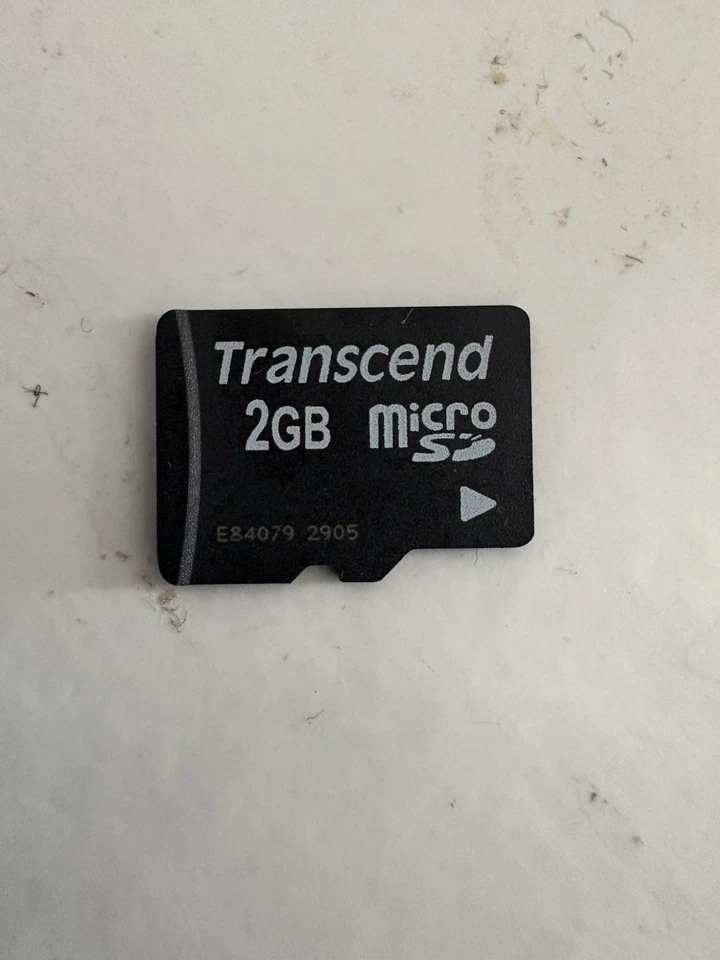 Transcend
2GB micro
SD
E84079 2905